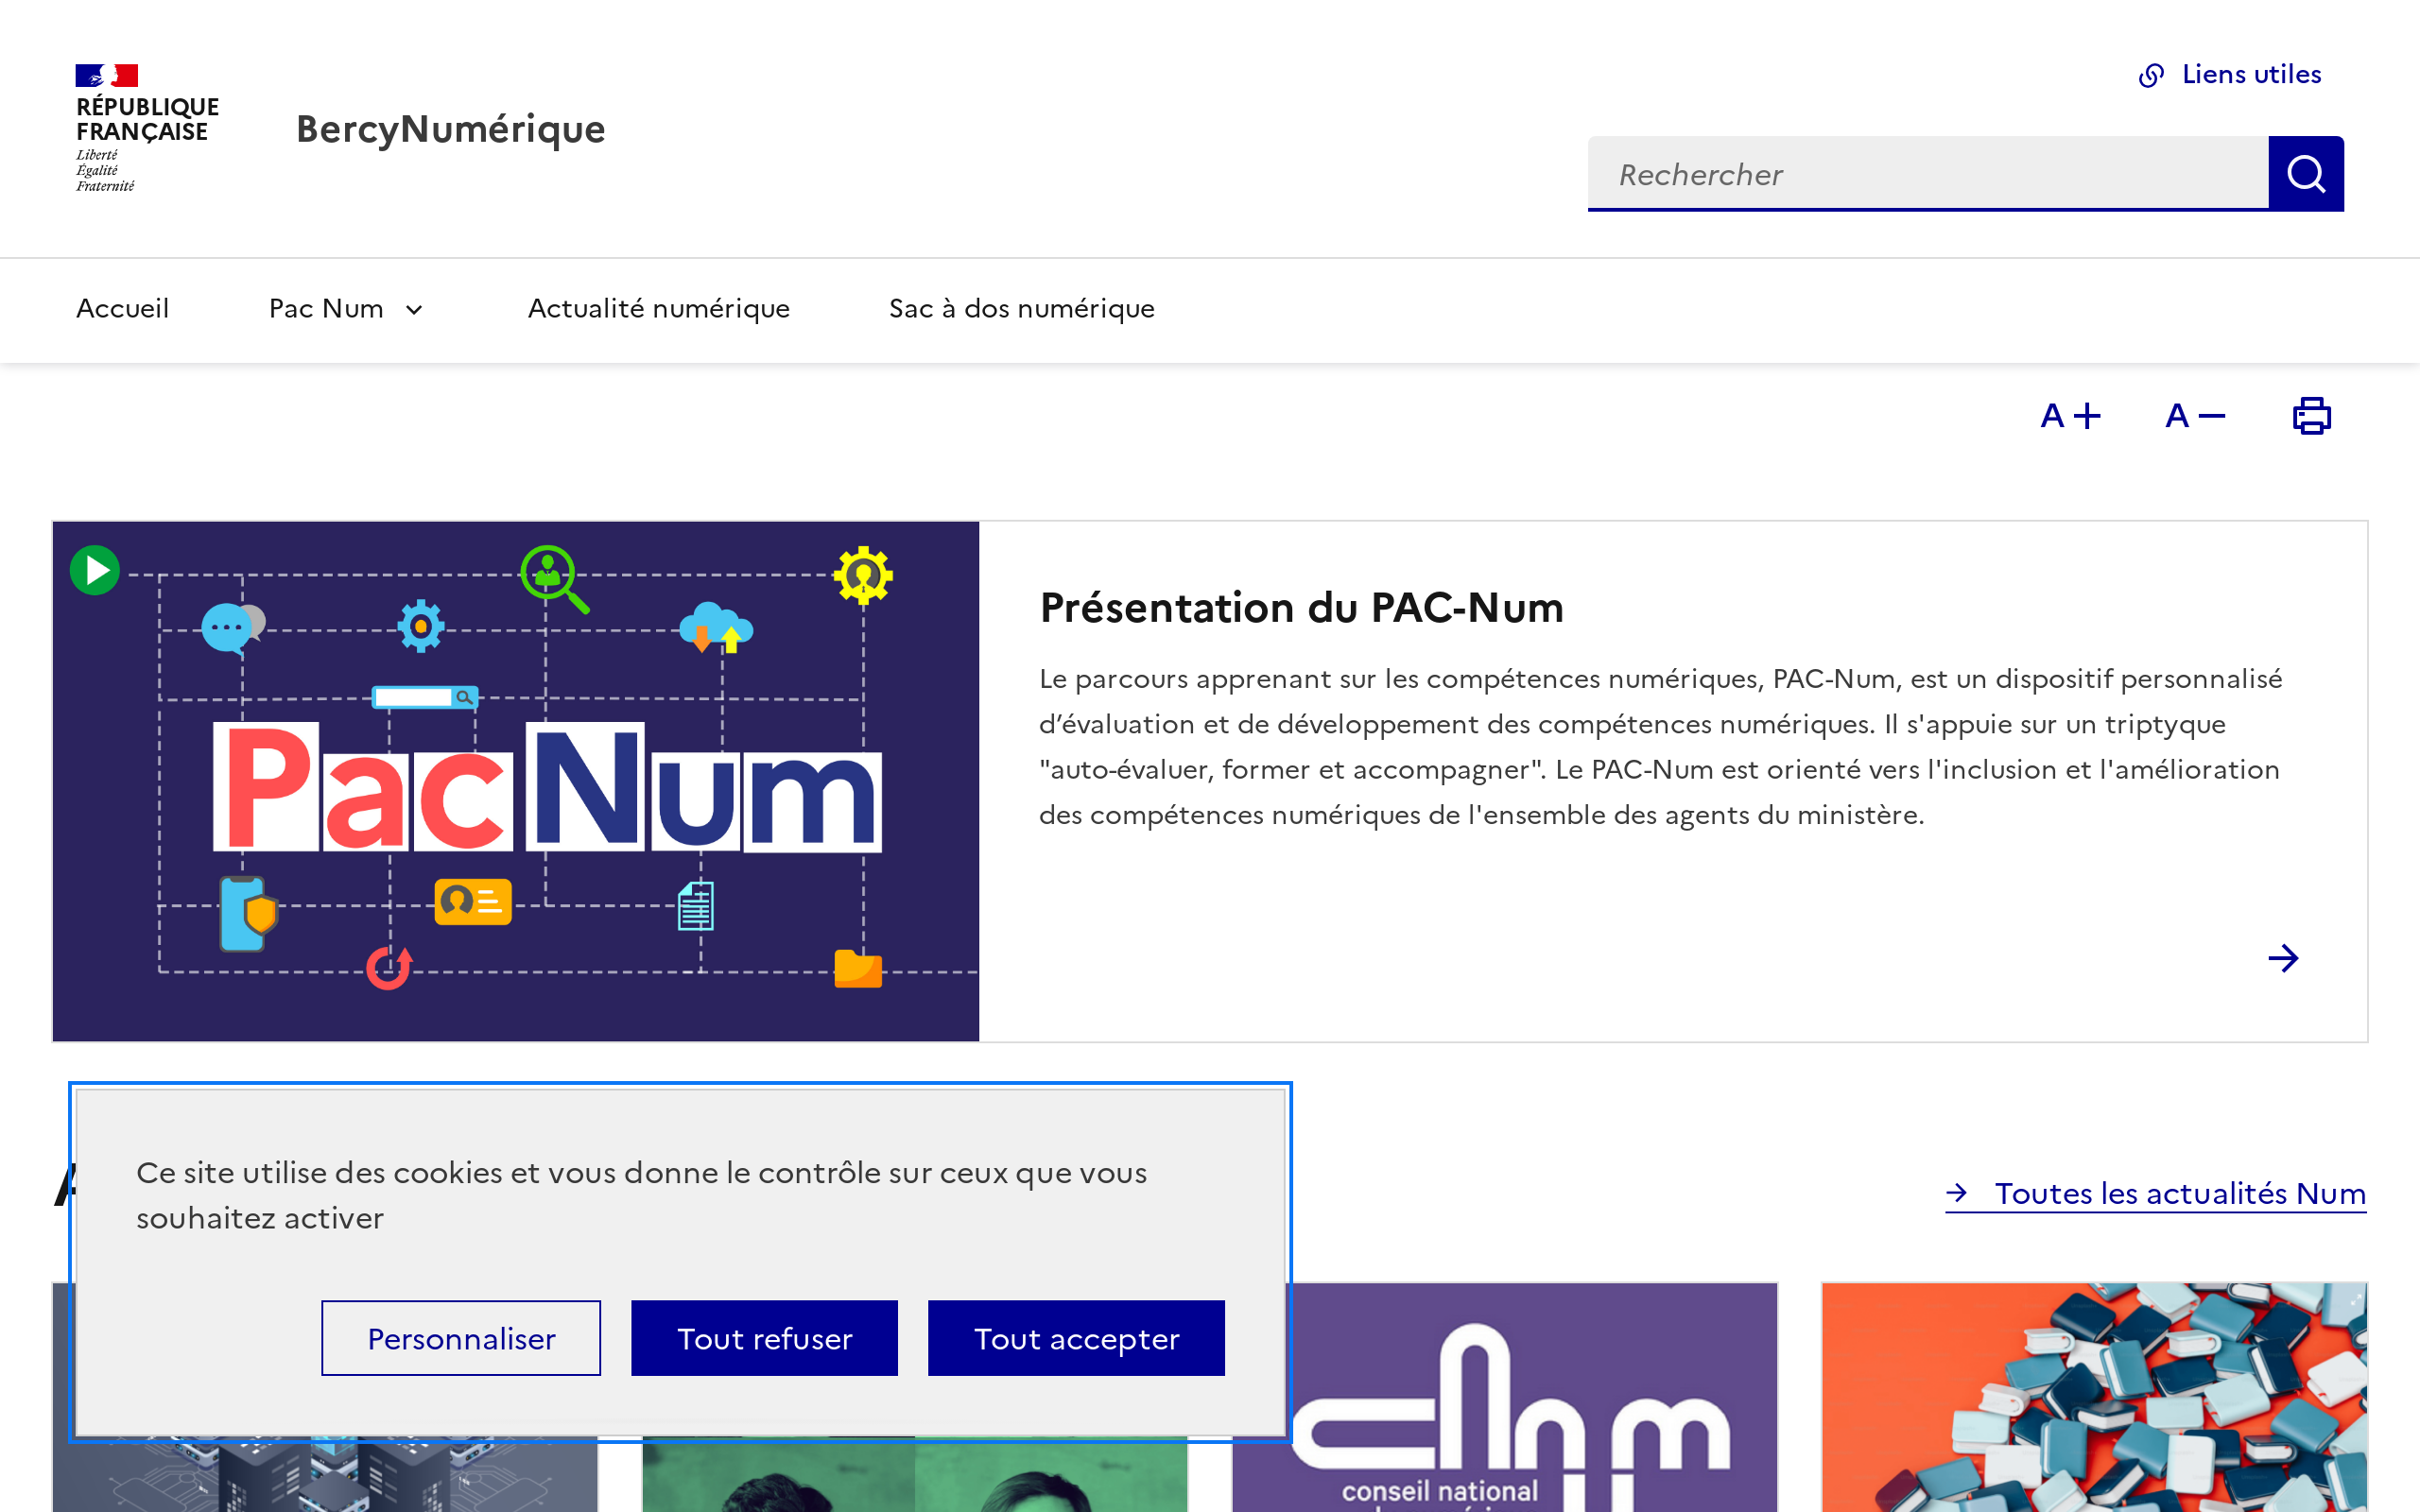 RÉPUBLIQUE
FRANÇAISE
Liberté
Égalité
Fraternité
BercyNumérique
Liens utiles
Rechercher
Accueil
Pac Num
Actualité numérique
Sac à dos numérique
A+
A−
Pac Num
Présentation du PAC-Num
Le parcours apprenant sur les compétences numériques, PAC-Num, est un dispositif personnalisé
d’évaluation et de développement des compétences numériques. Il s'appuie sur un triptyque
"auto-évaluer, former et accompagner". Le PAC-Num est orienté vers l'inclusion et l'amélioration
des compétences numériques de l'ensemble des agents du ministère.
Toutes les actualités Num
Ce site utilise des cookies et vous donne le contrôle sur ceux que vous
souhaitez activer
Personnaliser
Tout refuser
Tout accepter
conseil national